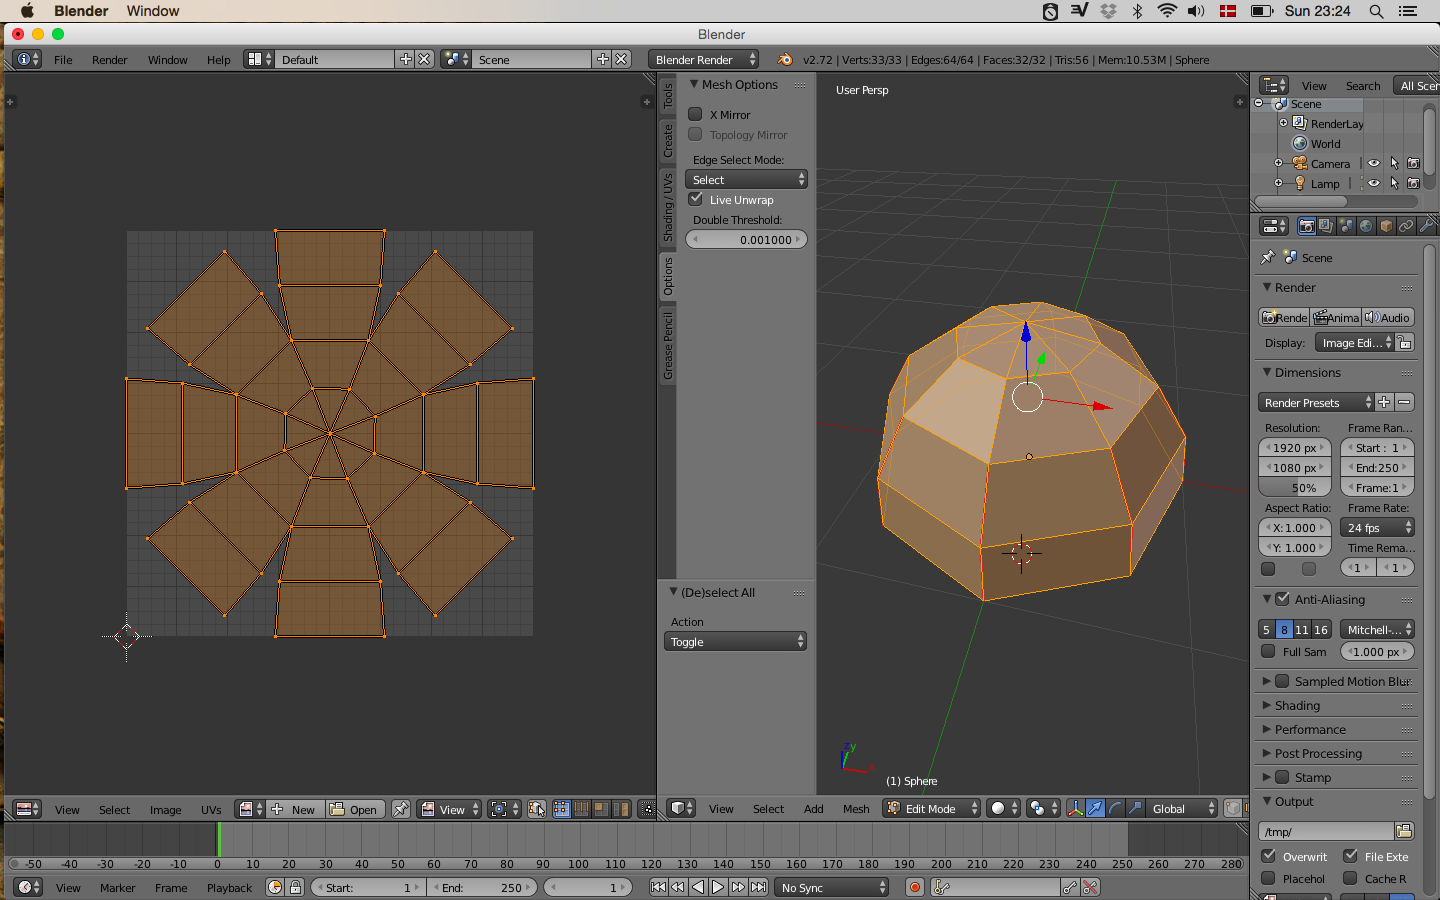 Blender Window Sun 23:24
Blender
File Render Window Help Default Scene Blender Render v2.72 | Verts:33/33 | Edges:64/64 | Faces:32/32 | Tris:56 | Mem:10.53M | Sphere
Tools
Create
Shading / UVs
Options
Grease Pencil
Mesh Options
X Mirror
Topology Mirror
Edge Select Mode:
Select
Live Unwrap
Double Threshold:
0.001000
(De)select All
Action
Toggle
User Persp
z y
x
(1) Sphere
View Search All Scen
Scene
RenderLay
World
Camera
Lamp
Scene
Render
Rende Anima Audio
Display: Image Edi...
Dimensions
Render Presets
Resolution: Frame Ran...
1920 px Start : 1
1080 px End:250
50% Frame:1
Aspect Ratio: Frame Rate:
X:1.000 24 fps
Y: 1.000 Time Rema...
1 1
Anti-Aliasing
5 8 11 16 Mitchell-...
Full Sam 1.000 px
Sampled Motion Blur
Shading
Performance
Post Processing
Stamp
Output
/tmp/
Overwrit File Exte
Placehol Cache R
View Select Image UVs New Open View
View Select Add Mesh Edit Mode Global
-50 -40 -30 -20 -10 0 10 20 30 40 50 60 70 80 90 100 110 120 130 140 150 160 170 180 190 200 210 220 230 240 250 260 270 280
View Marker Frame Playback Start: 1 End: 250 1 No Sync